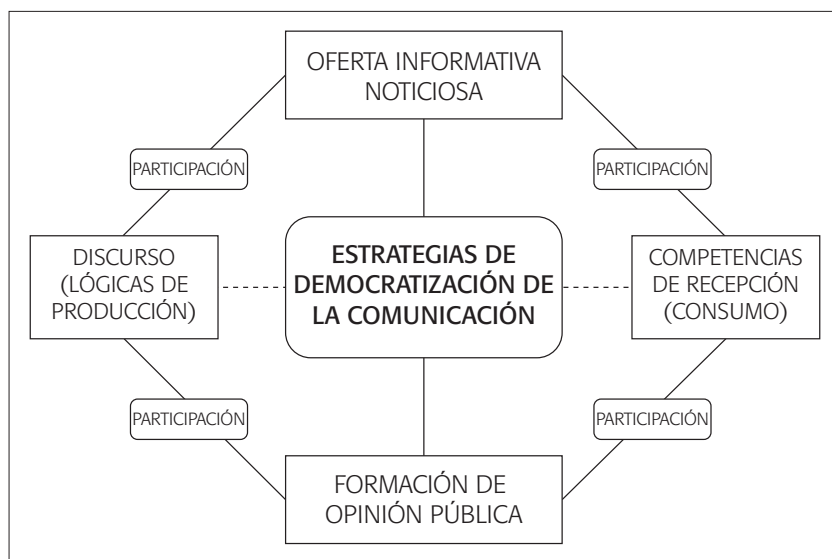 OFERTA INFORMATIVA
NOTICIOSA
PARTICIPACIÓN
PARTICIPACIÓN
DISCURSO
(LÓGICAS DE
PRODUCCIÓN)
ESTRATEGIAS DE
DEMOCRATIZACIÓN DE
LA COMUNICACIÓN
COMPETENCIAS
DE RECEPCIÓN
(CONSUMO)
PARTICIPACIÓN
PARTICIPACIÓN
FORMACIÓN DE
OPINIÓN PÚBLICA